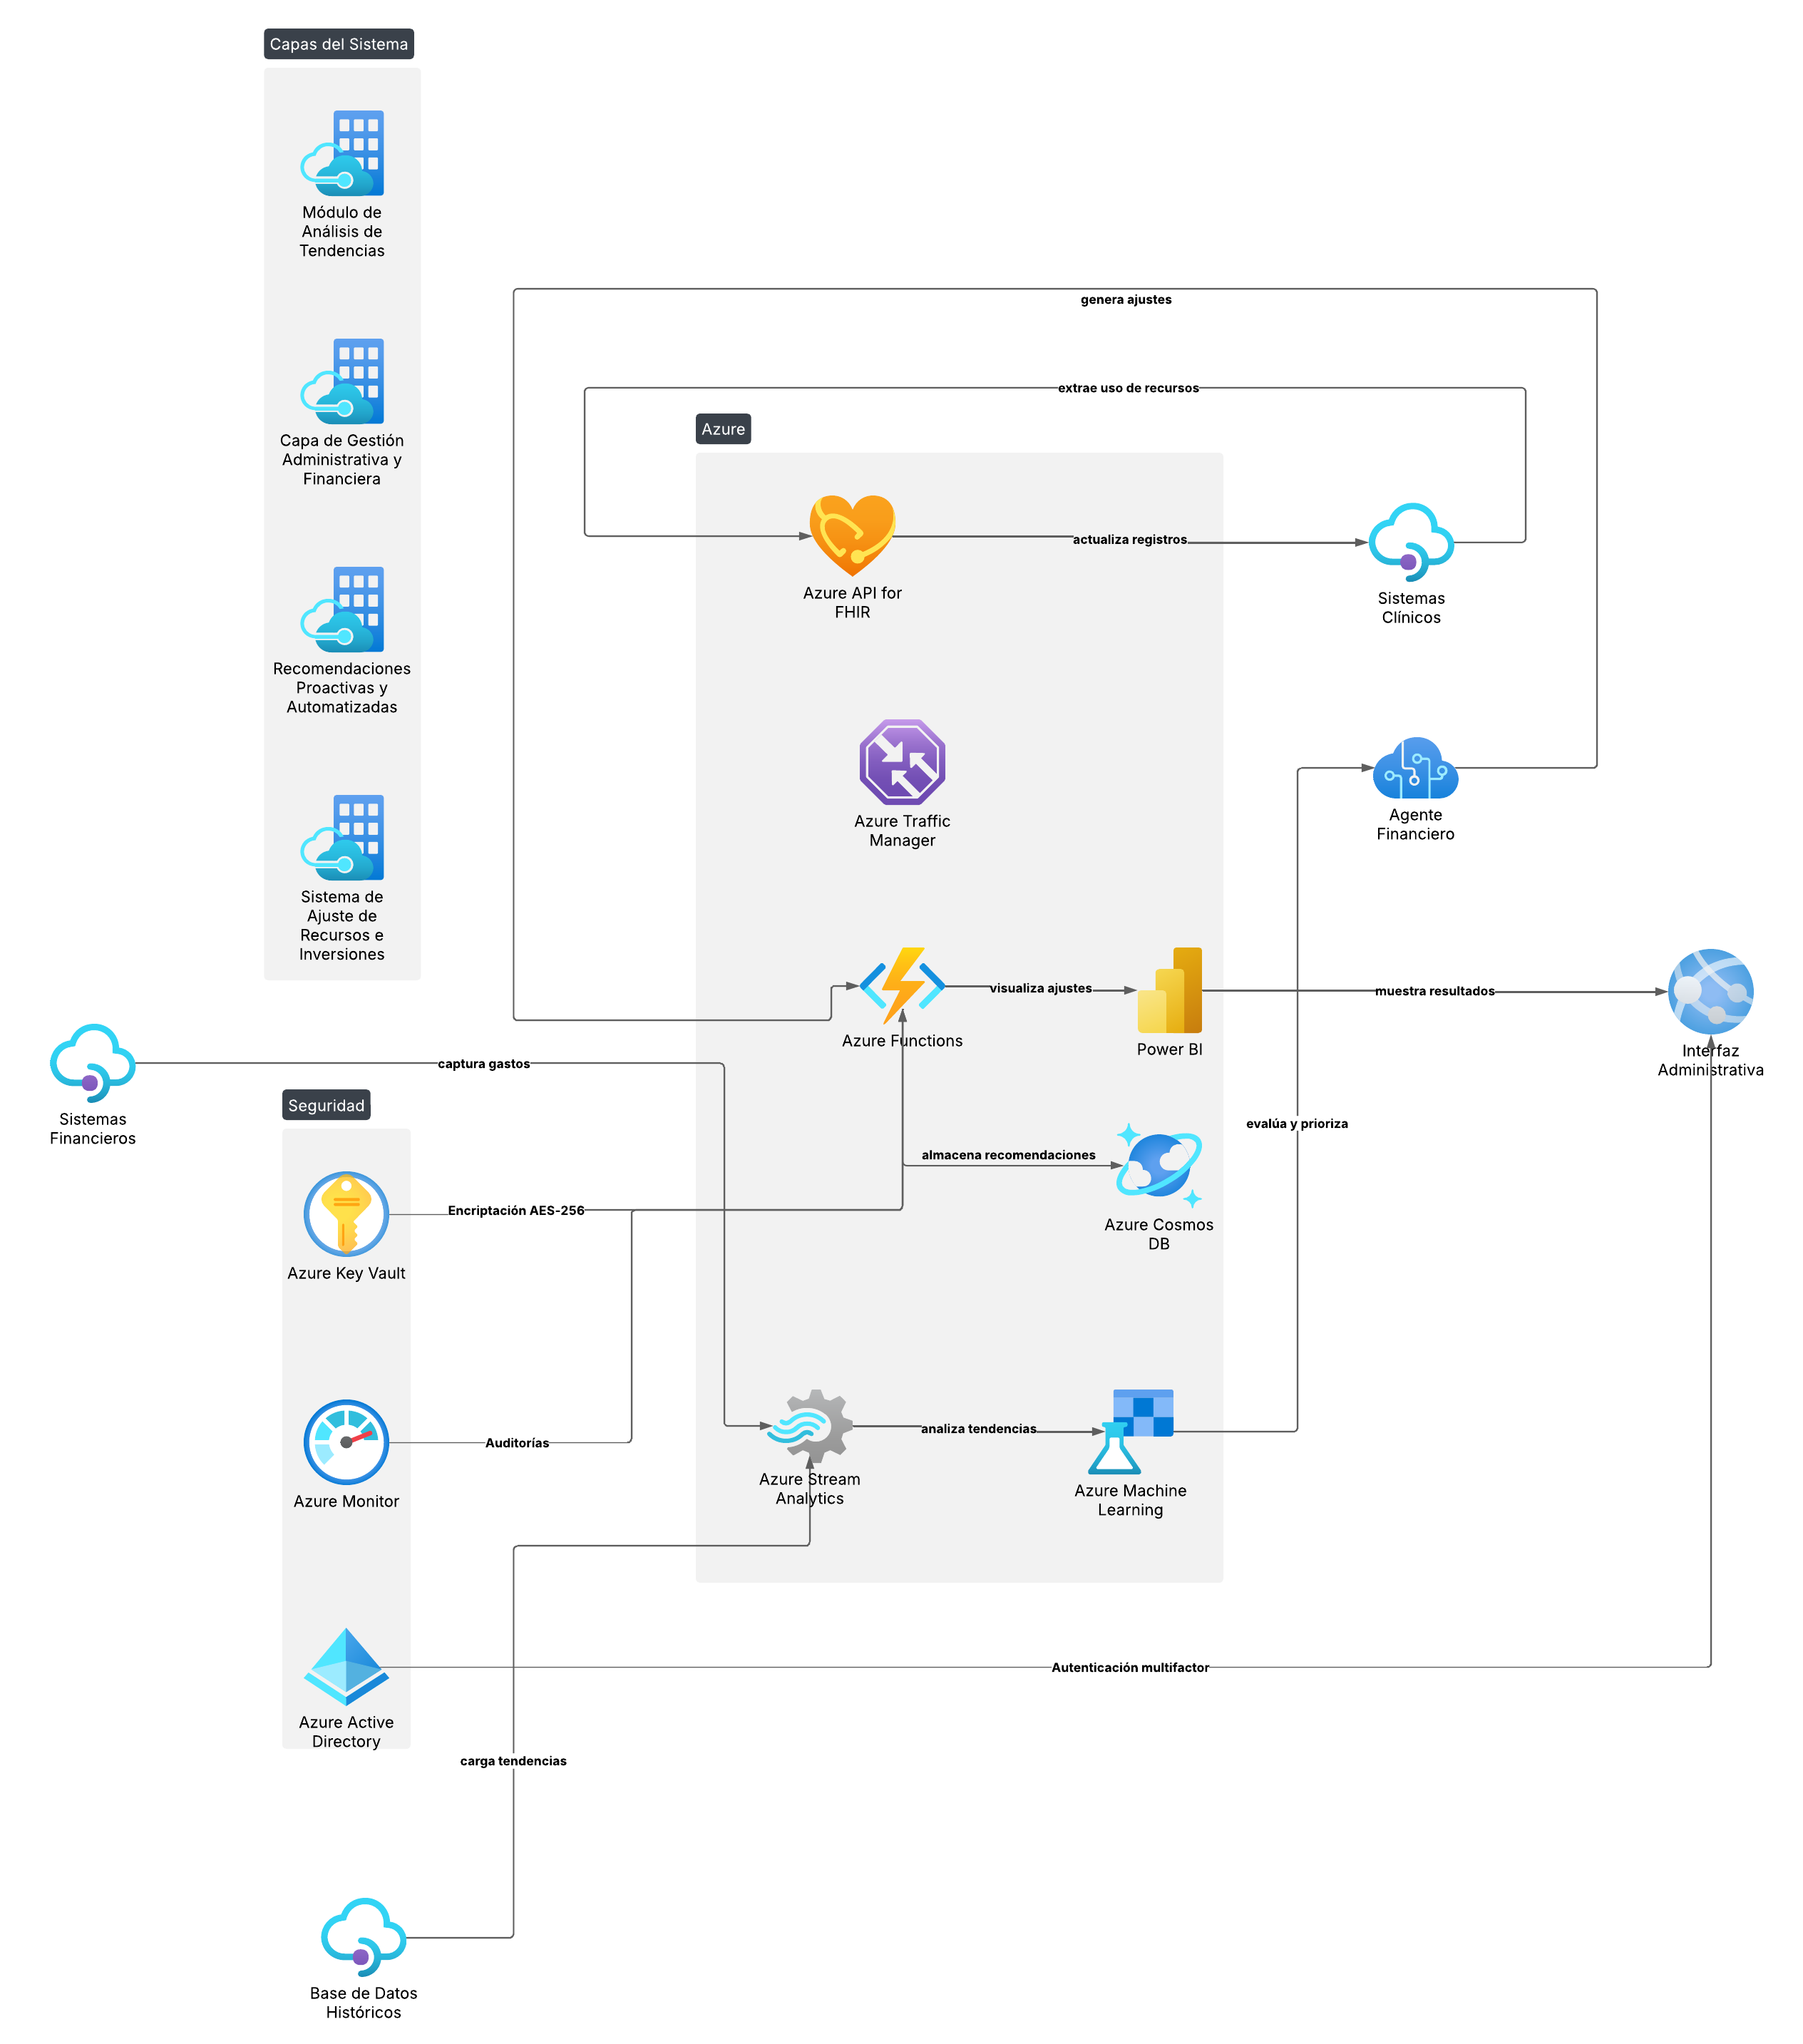 Capas del Sistema
Módulo de
Análisis de
Tendencias
Capa de Gestión
Administrativa y
Financiera
Recomendaciones
Proactivas y
Automatizadas
Sistema de
Ajuste de
Recursos e
Inversiones
genera ajustes
extrae uso de recursos
Azure
Azure API for
FHIR
actualiza registros
Sistemas
Clínicos
Azure Traffic
Manager
Agente
Financiero
Azure Functions
visualiza ajustes
Power BI
muestra resultados
Interfaz
Administrativa
Sistemas
Financieros
captura gastos
Seguridad
Azure Key Vault
Encriptación AES-256
almacena recomendaciones
Azure Cosmos
DB
evalúa y prioriza
Azure Monitor
Auditorías
Azure Stream
Analytics
analiza tendencias
Azure Machine
Learning
Azure Active
Directory
Autenticación multifactor
carga tendencias
Base de Datos
Históricos